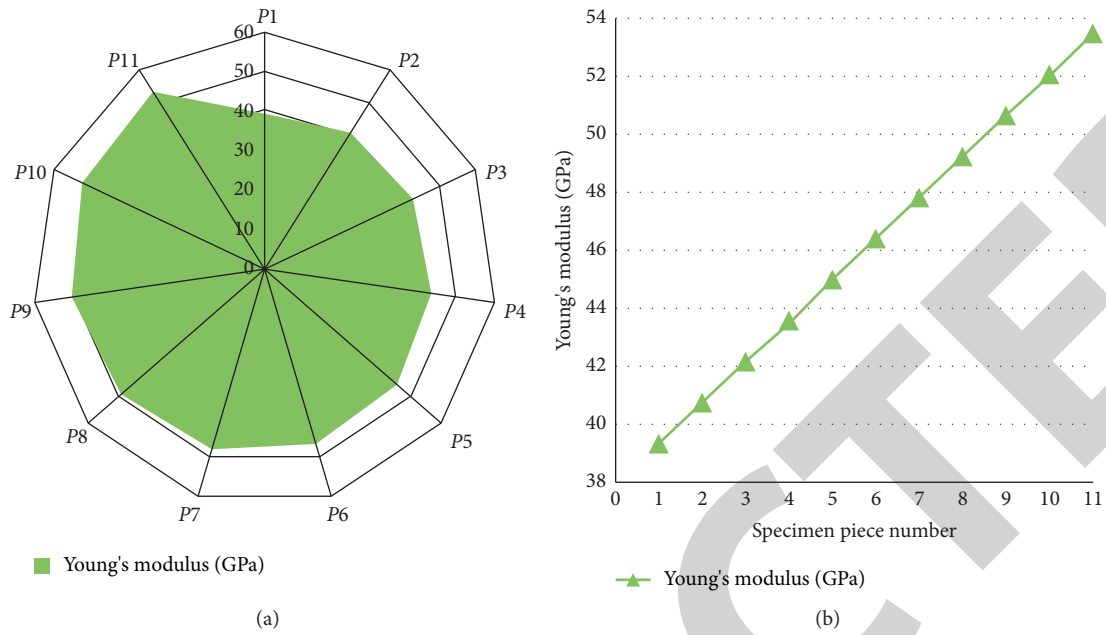 P1
P2
P3
P4
P5
P6
P7
P8
P9
P10
P11
60
50
40
30
20
10
0
Young's modulus (GPa)
(a)
Young's modulus (GPa)
54
52
50
48
46
44
42
40
38
0 1 2 3 4 5 6 7 8 9 10 11
Specimen piece number
Young's modulus (GPa)
(b)
CTE